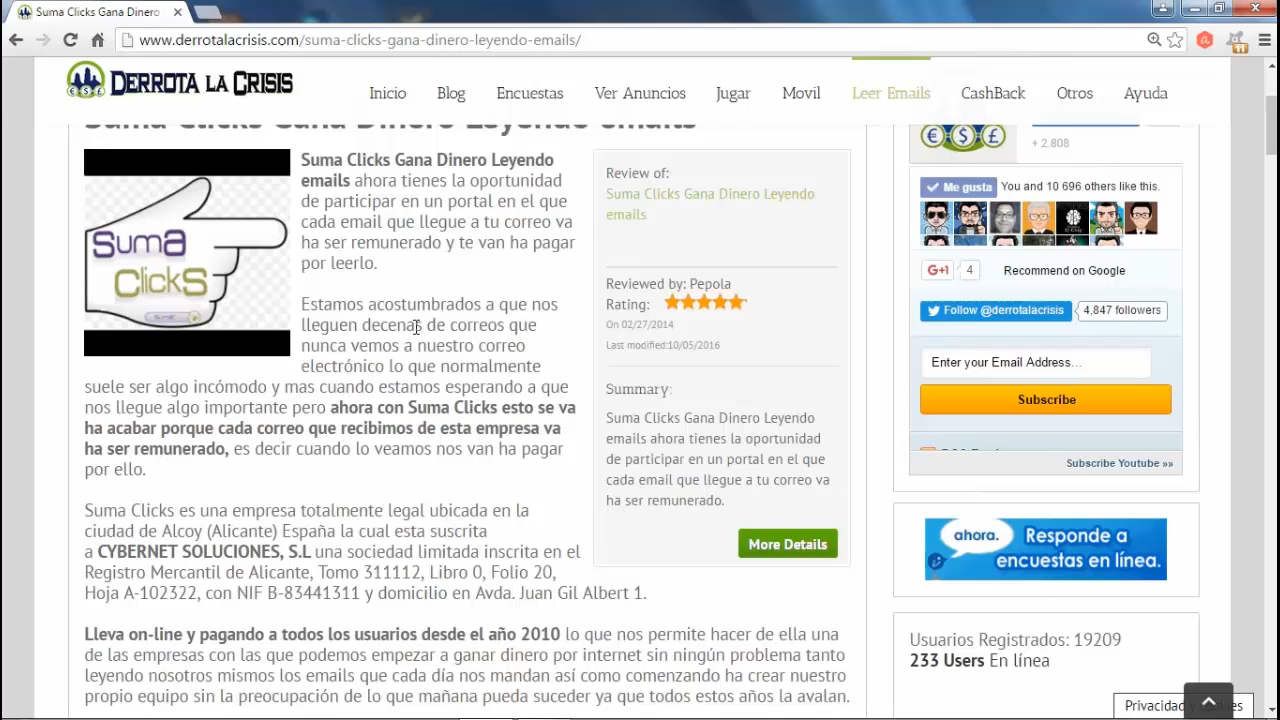 Suma Clicks Gana Dinero
www.derrotalacrisis.com/suma-clicks-gana-dinero-leyendo-emails/
11
DERROTA LA CRISIS
Inicio Blog Encuestas Ver Anuncios Jugar Movil Leer Emails CashBack Otros Ayuda
Suma Clicks Gana Dinero Leyendo emails
Suma
Clicks
Suma Clicks Gana Dinero Leyendo
emails ahora tienes la oportunidad
de participar en un portal en el que
cada email que llegue a tu correo va
ha ser remunerado y te van ha pagar
por leerlo.
Estamos acostumbrados a que nos
lleguen decenas de correos que
nunca vemos a nuestro correo
electrónico lo que normalmente
suele ser algo incómodo y mas cuando estamos esperando a que
nos llegue algo importante pero ahora con Suma Clicks esto se va
ha acabar porque cada correo que recibimos de esta empresa va
ha ser remunerado, es decir cuando lo veamos nos van ha pagar
por ello.
Suma Clicks es una empresa totalmente legal ubicada en la
ciudad de Alcoy (Alicante) España la cual esta suscrita
a CYBERNET SOLUCIONES, S.L una sociedad limitada inscrita en el
Registro Mercantil de Alicante, Tomo 311112, Libro 0, Folio 20,
Hoja A-102322, con NIF B-83441311 y domicilio en Avda. Juan Gil Albert 1.
Lleva on-line y pagando a todos los usuarios desde el año 2010 lo que nos permite hacer de ella una
de las empresas con las que podemos empezar a ganar dinero por internet sin ningún problema tanto
leyendo nosotros mismos los emails que cada día nos mandan así como comenzando ha crear nuestro
propio equipo sin la preocupación de lo que mañana pueda suceder ya que todos estos años la avalan.
Review of:
Suma Clicks Gana Dinero Leyendo
emails
Reviewed by: Pepola
Rating:
On 02/27/2014
Last modified:10/05/2016
Summary:
Suma Clicks Gana Dinero Leyendo
emails ahora tienes la oportunidad
de participar en un portal en el que
cada email que llegue a tu correo va
ha ser remunerado.
More Details
€ $ £
+ 2.808
Me gusta You and 10 696 others like this.
G+1 4 Recommend on Google
Follow @derrotalacrisis 4,847 followers
Enter your Email Address...
Subscribe
Subscribe Youtube »»
ahora. Responde a
encuestas en línea.
Usuarios Registrados: 19209
233 Users En línea
Privacidad y cookies